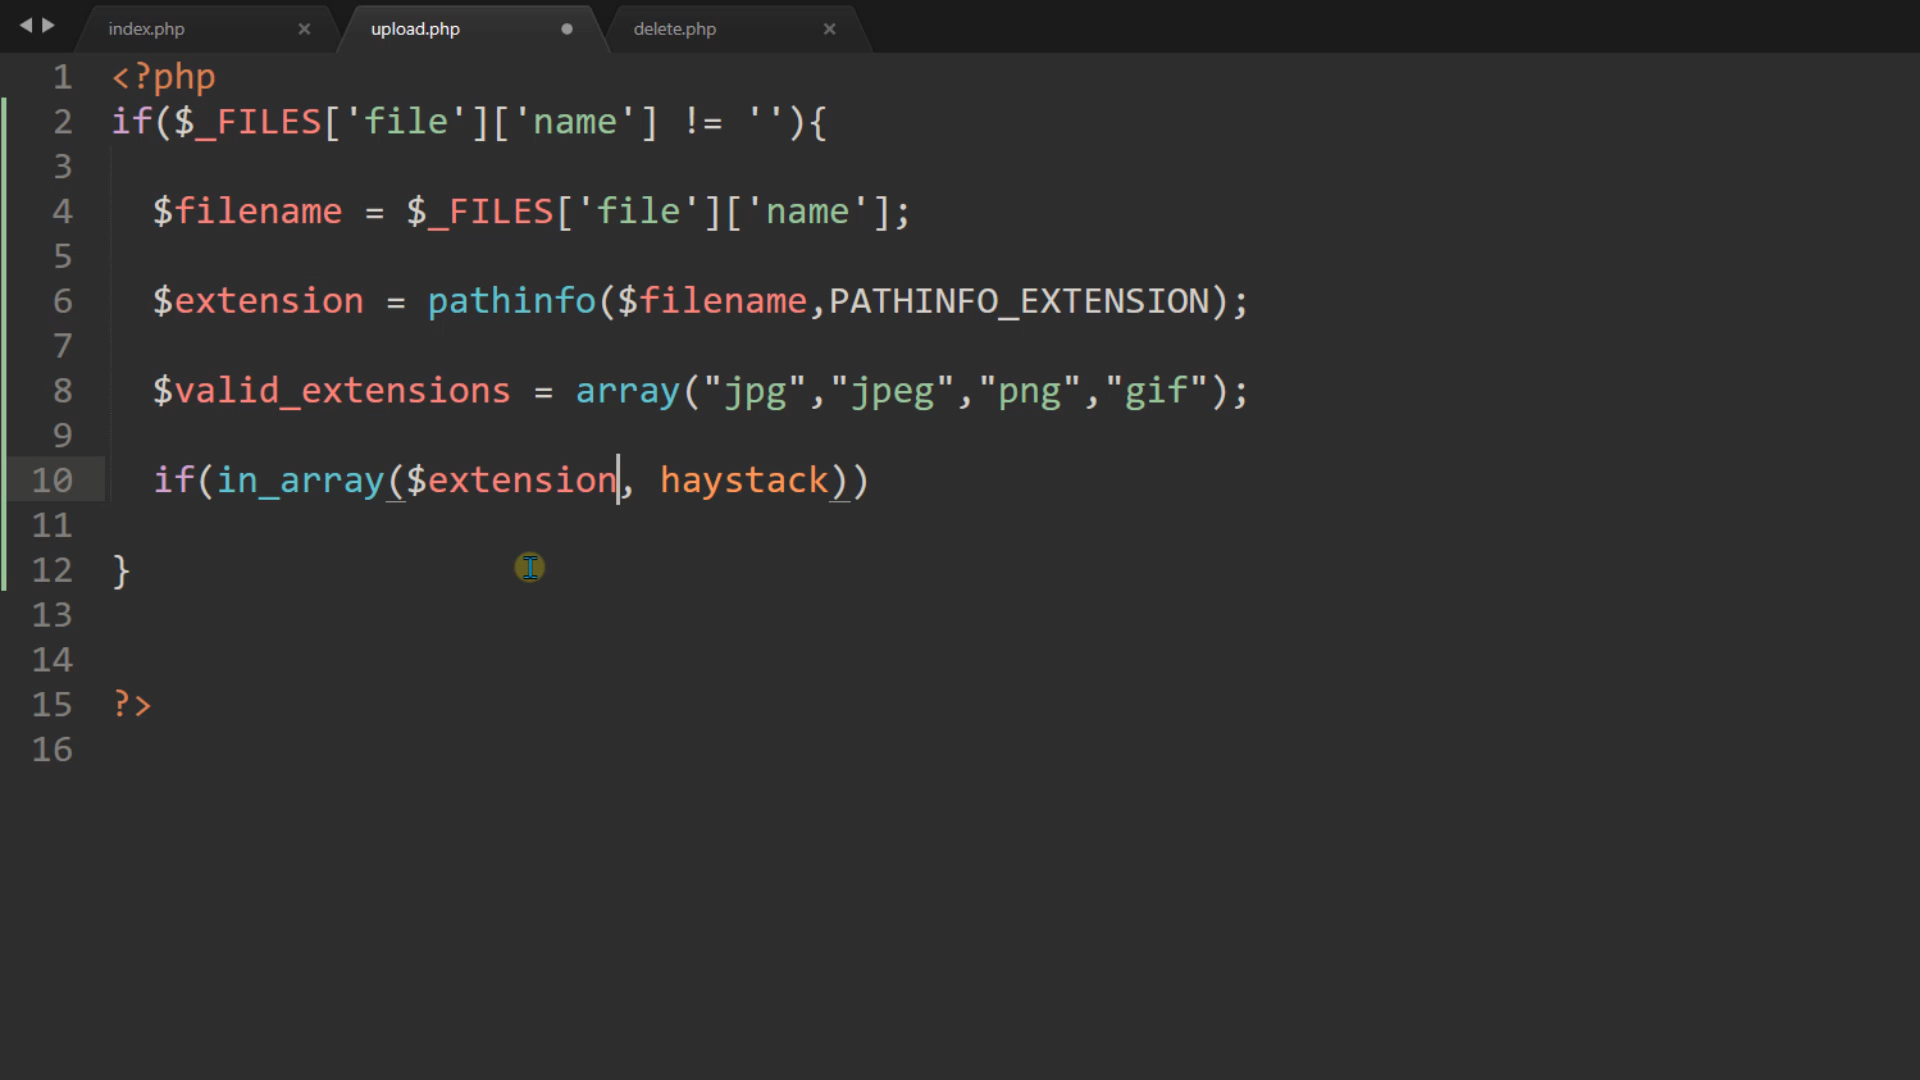 index.php × upload.php delete.php ×
1 <?php
2 if($_FILES['file']['name'] != ''){
3
4 $filename = $_FILES['file']['name'];
5
6 $extension = pathinfo($filename,PATHINFO_EXTENSION);
7
8 $valid_extensions = array("jpg","jpeg","png","gif");
9
10 if(in_array($extension, haystack))
11
12 }
13
14
15 ?>
16